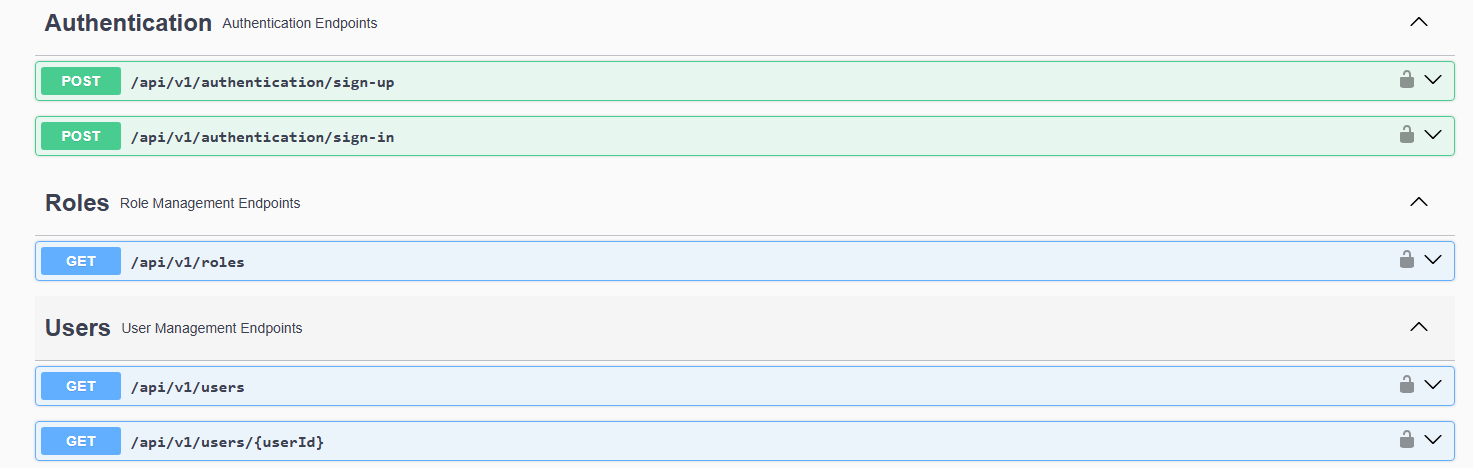 Authentication Authentication Endpoints
POST /api/v1/authentication/sign-up
POST /api/v1/authentication/sign-in
Roles Role Management Endpoints
GET /api/v1/roles
Users User Management Endpoints
GET /api/v1/users
GET /api/v1/users/{userId}